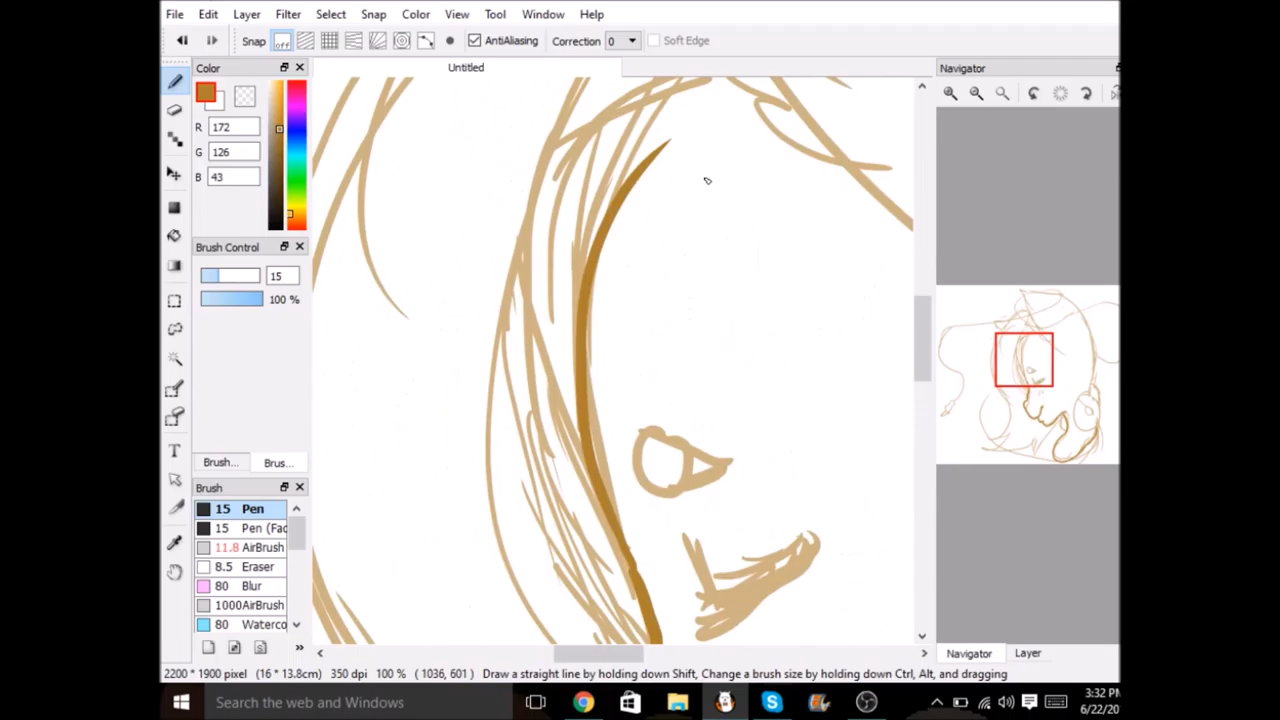 File Edit Layer Filter Select Snap Color View Tool Window Help
Snap off AntiAliasing Correction 0 Soft Edge
Color Untitled Navigator
R 172
G 126
B 43
Brush Control
15
100 %
Brush... Brus...
Brush
15 Pen
15 Pen (Fad
11.8 AirBrush
8.5 Eraser
80 Blur
1000 AirBrush
80 Waterco
T
Navigator Layer
2200 * 1900 pixel (16 * 13.8cm) 350 dpi 100 % (1036, 601) Draw a straight line by holding down Shift, Change a brush size by holding down Ctrl, Alt, and dragging
Search the web and Windows
3:32 PM
6/22/20